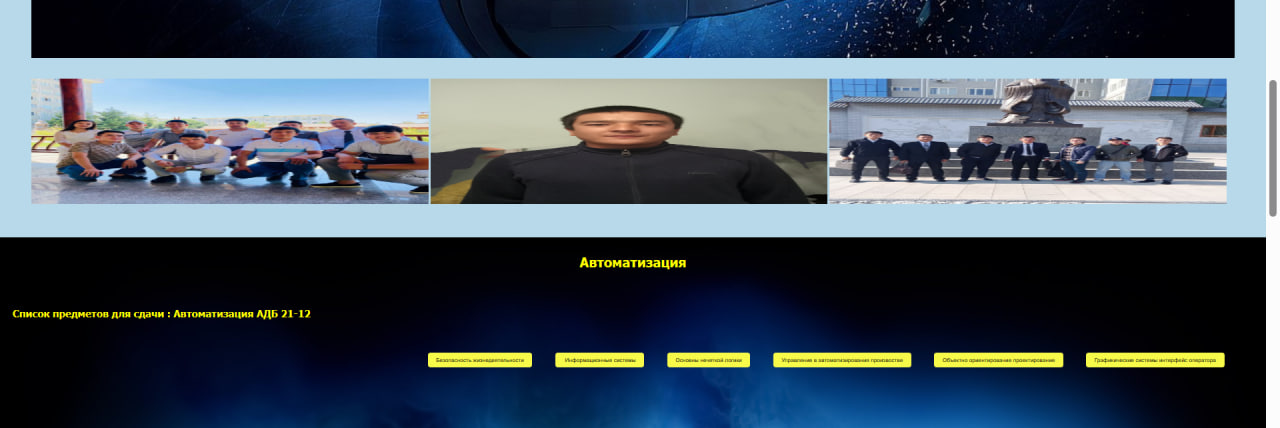 Автоматизация
Список предметов для сдачи : Автоматизация АДБ 21-12
Безопасность жизнедеятельности
Информационные системы
Основы нечеткой логики
Управление в автоматизированном производстве
Объектно ориентирование проектирование
Графические системы интерфейс оператора